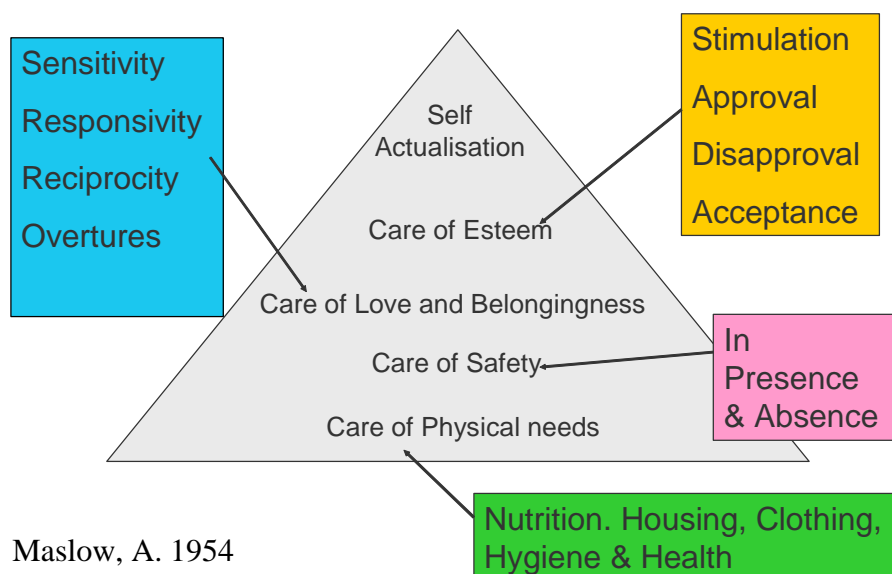 Sensitivity
Responsivity
Reciprocity
Overtures
Stimulation
Approval
Disapproval
Acceptance
Self
Actualisation
Care of Esteem
Care of Love and Belongingness
Care of Safety
Care of Physical needs
In
Presence
& Absence
Nutrition. Housing, Clothing,
Hygiene & Health
Maslow, A. 1954